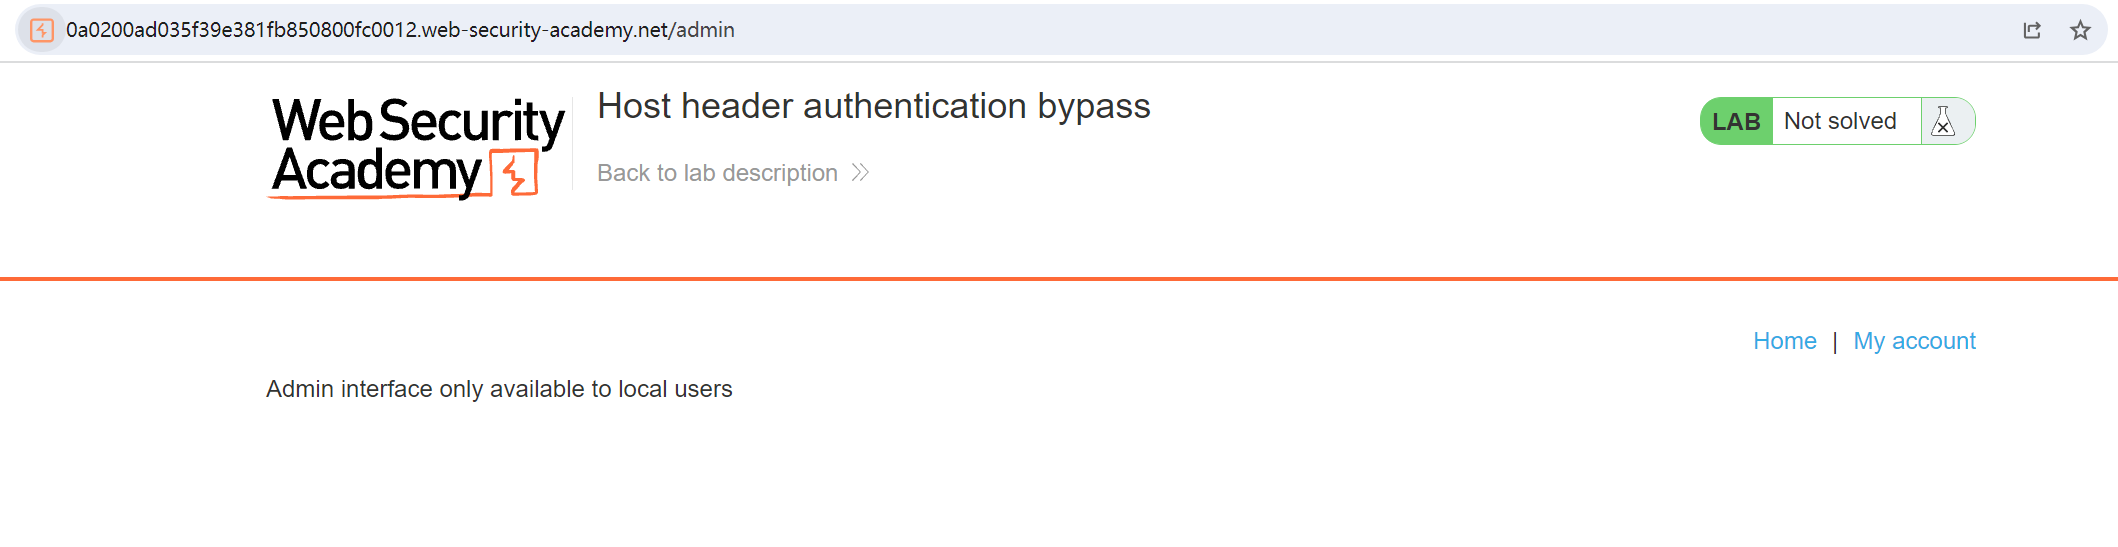 0a0200ad035f39e381fb850800fc0012.web-security-academy.net/admin
Web Security
Academy
Host header authentication bypass
Back to lab description
LAB Not solved
Home | My account
Admin interface only available to local users